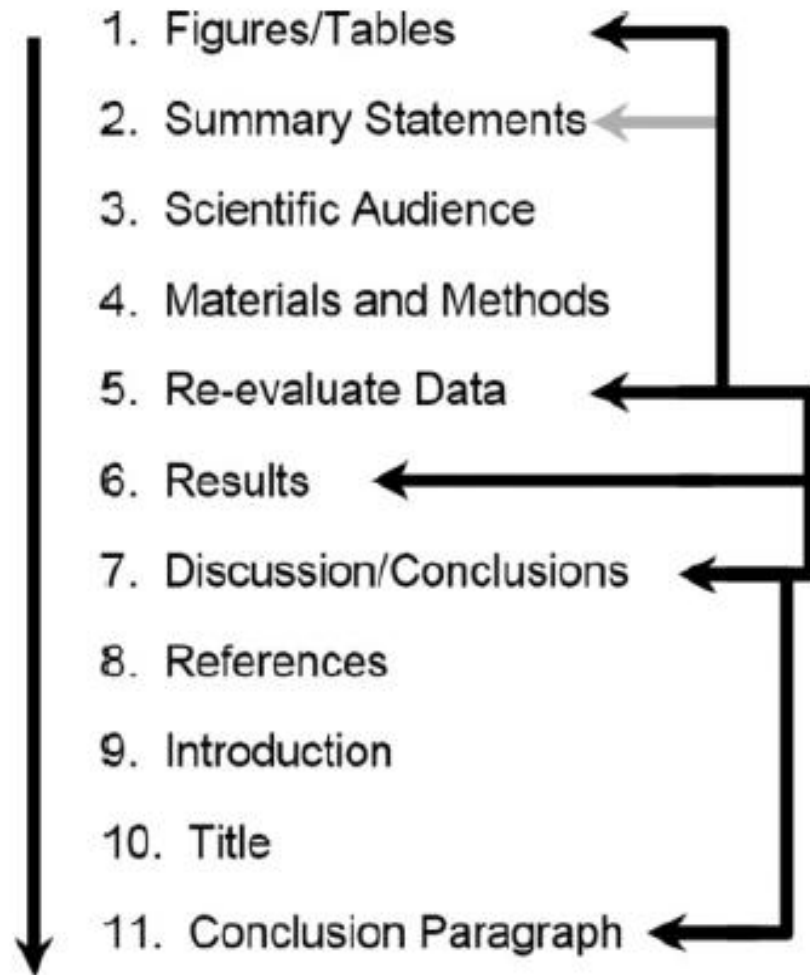 1. Figures/Tables
2. Summary Statements
3. Scientific Audience
4. Materials and Methods
5. Re-evaluate Data
6. Results
7. Discussion/Conclusions
8. References
9. Introduction
10. Title
11. Conclusion Paragraph